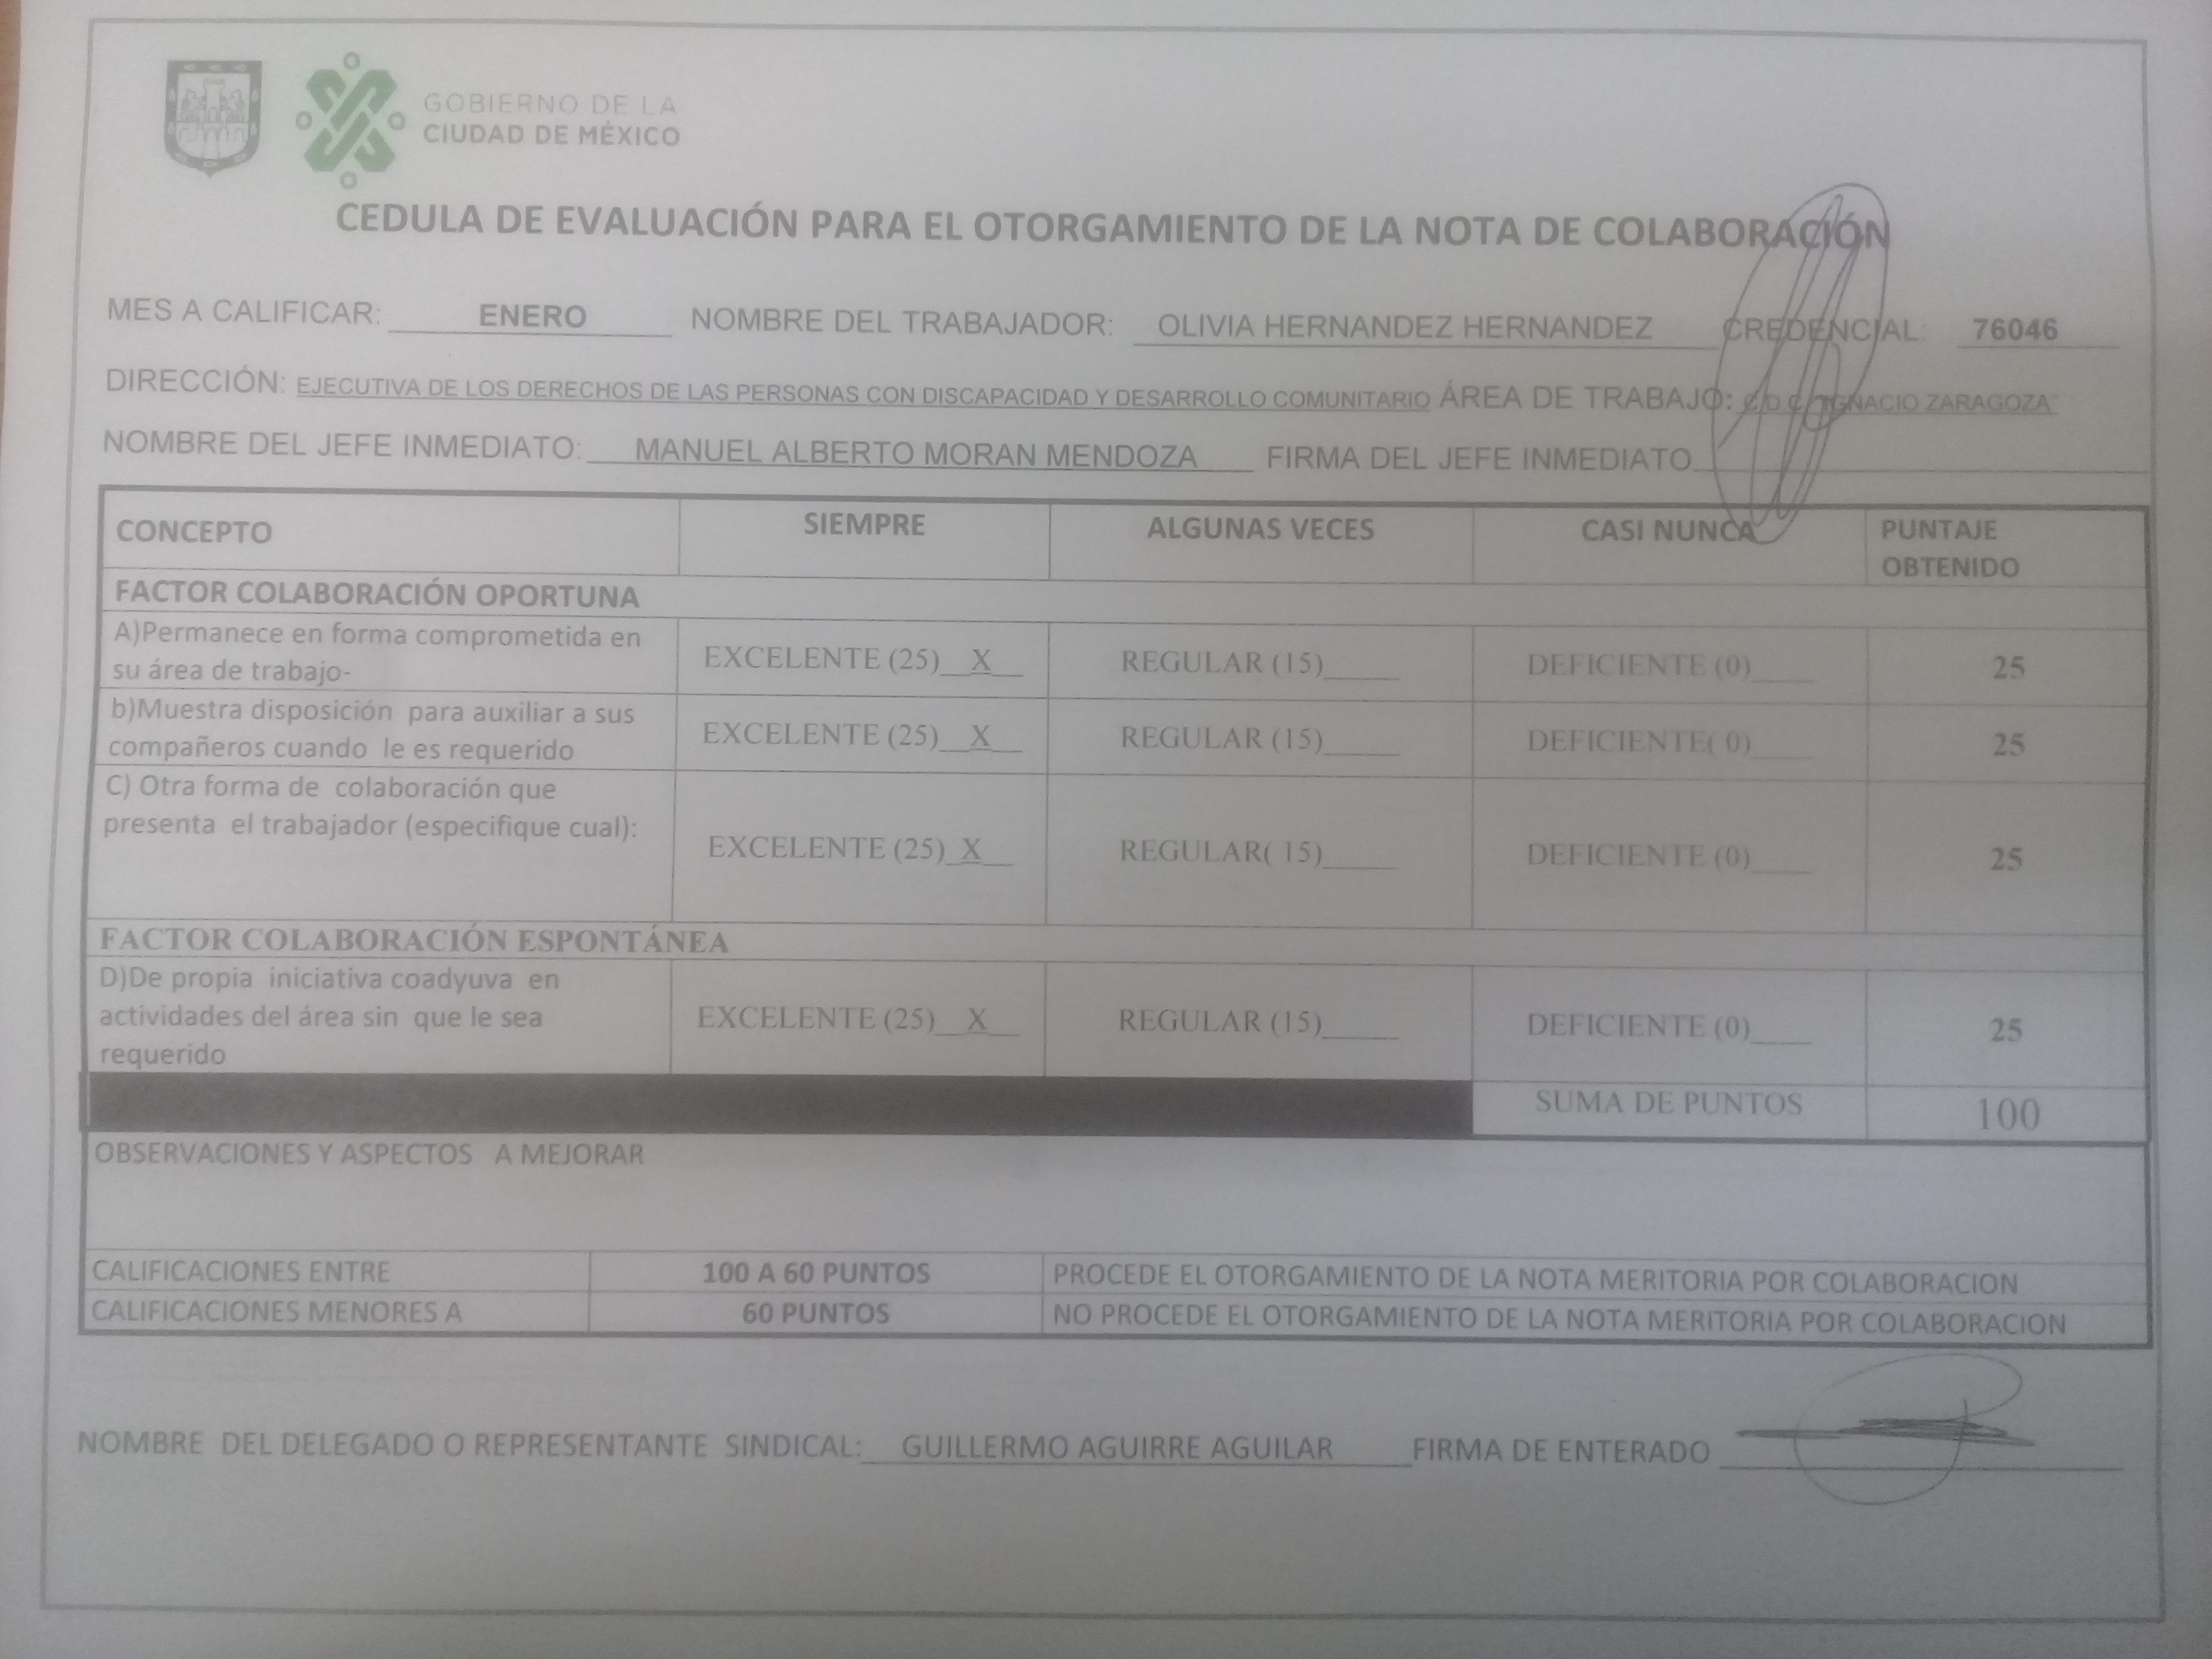 GOBIERNO DE LA
CIUDAD DE MÉXICO
CEDULA DE EVALUACIÓN PARA EL OTORGAMIENTO DE LA NOTA DE COLABORACIÓN
MES A CALIFICAR: ENERO NOMBRE DEL TRABAJADOR: OLIVIA HERNANDEZ HERNANDEZ CREDENCIAL: 76046
DIRECCIÓN: EJECUTIVA DE LOS DERECHOS DE LAS PERSONAS CON DISCAPACIDAD Y DESARROLLO COMUNITARIO ÁREA DE TRABAJO: C D C "IGNACIO ZARAGOZA"
NOMBRE DEL JEFE INMEDIATO: MANUEL ALBERTO MORAN MENDOZA FIRMA DEL JEFE INMEDIATO
CONCEPTO SIEMPRE ALGUNAS VECES CASI NUNCA PUNTAJE
OBTENIDO
FACTOR COLABORACIÓN OPORTUNA
A)Permanece en forma comprometida en
su área de trabajo- EXCELENTE (25)__X__ REGULAR (15)_____ DEFICIENTE (0)____ 25
b)Muestra disposición para auxiliar a sus
compañeros cuando le es requerido EXCELENTE (25)__X__ REGULAR (15)_____ DEFICIENTE( 0)____ 25
C) Otra forma de colaboración que
presenta el trabajador (especifique cual):
EXCELENTE (25)_X__ REGULAR( 15)_____ DEFICIENTE (0)____ 25
FACTOR COLABORACIÓN ESPONTÁNEA
D)De propia iniciativa coadyuva en
actividades del área sin que le sea
requerido EXCELENTE (25)__X__ REGULAR (15)_____ DEFICIENTE (0)____ 25
SUMA DE PUNTOS 100
OBSERVACIONES Y ASPECTOS A MEJORAR
CALIFICACIONES ENTRE 100 A 60 PUNTOS PROCEDE EL OTORGAMIENTO DE LA NOTA MERITORIA POR COLABORACION
CALIFICACIONES MENORES A 60 PUNTOS NO PROCEDE EL OTORGAMIENTO DE LA NOTA MERITORIA POR COLABORACION
NOMBRE DEL DELEGADO O REPRESENTANTE SINDICAL: GUILLERMO AGUIRRE AGUILAR FIRMA DE ENTERADO